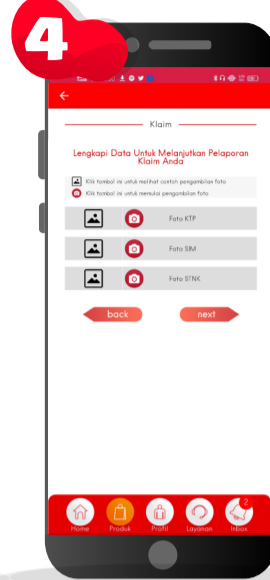 4
Klaim
Lengkapi Data Untuk Melanjutkan Pelaporan
Klaim Anda
Klik tombol ini untuk melihat contoh pengambilan foto
Klik tombol ini untuk memulai pengambilan foto
Foto KTP
Foto SIM
Foto STNK
back next
2
Home Produk Profil Layanan Inbox